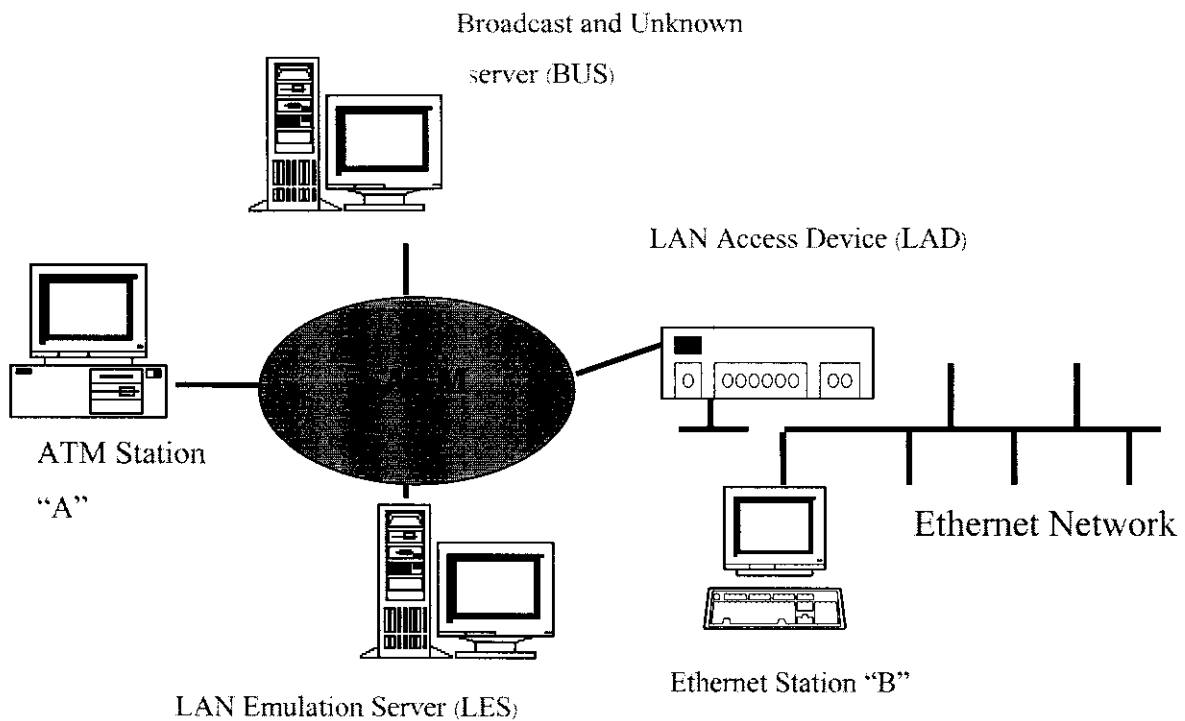 Broadcast and Unknown
server (BUS)
LAN Access Device (LAD)
ATM Station
“A”
Ethernet Network
Ethernet Station “B”
LAN Emulation Server (LES)